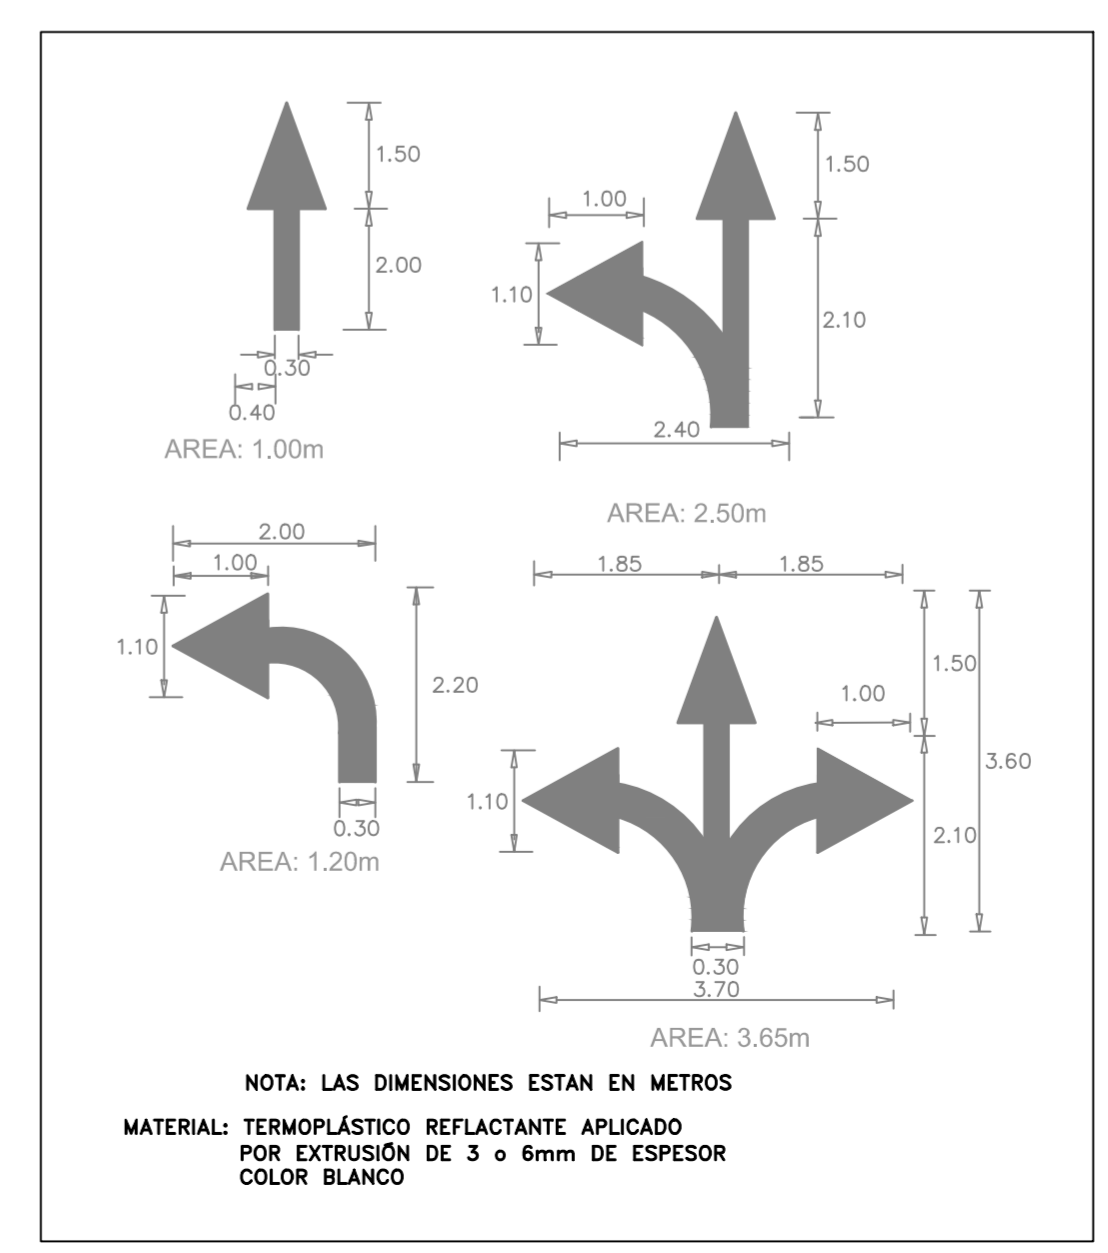 1.50
2.00
0.30
0.40
AREA: 1.00m
1.50
1.00
1.10
2.10
2.40
AREA: 2.50m
2.00
1.00
1.10
2.20
0.30
AREA: 1.20m
1.85 1.85
1.50
1.00
3.60
1.10
2.10
0.30
3.70
AREA: 3.65m
NOTA: LAS DIMENSIONES ESTAN EN METROS
MATERIAL: TERMOPLÁSTICO REFLACTANTE APLICADO
POR EXTRUSIÓN DE 3 o 6mm DE ESPESOR
COLOR BLANCO